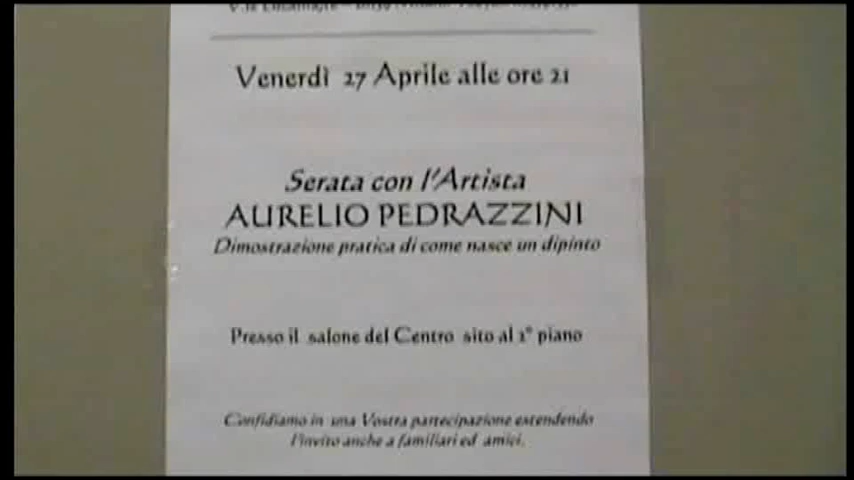 Venerdì 27 Aprile alle ore 21
Serata con l'Artista
AURELIO PEDRAZZINI
Dimostrazione pratica di come nasce un dipinto
Presso il salone del Centro sito al 1° piano
Confidiamo in una Vostra partecipazione estendendo
l'invito anche a familiari ed amici.